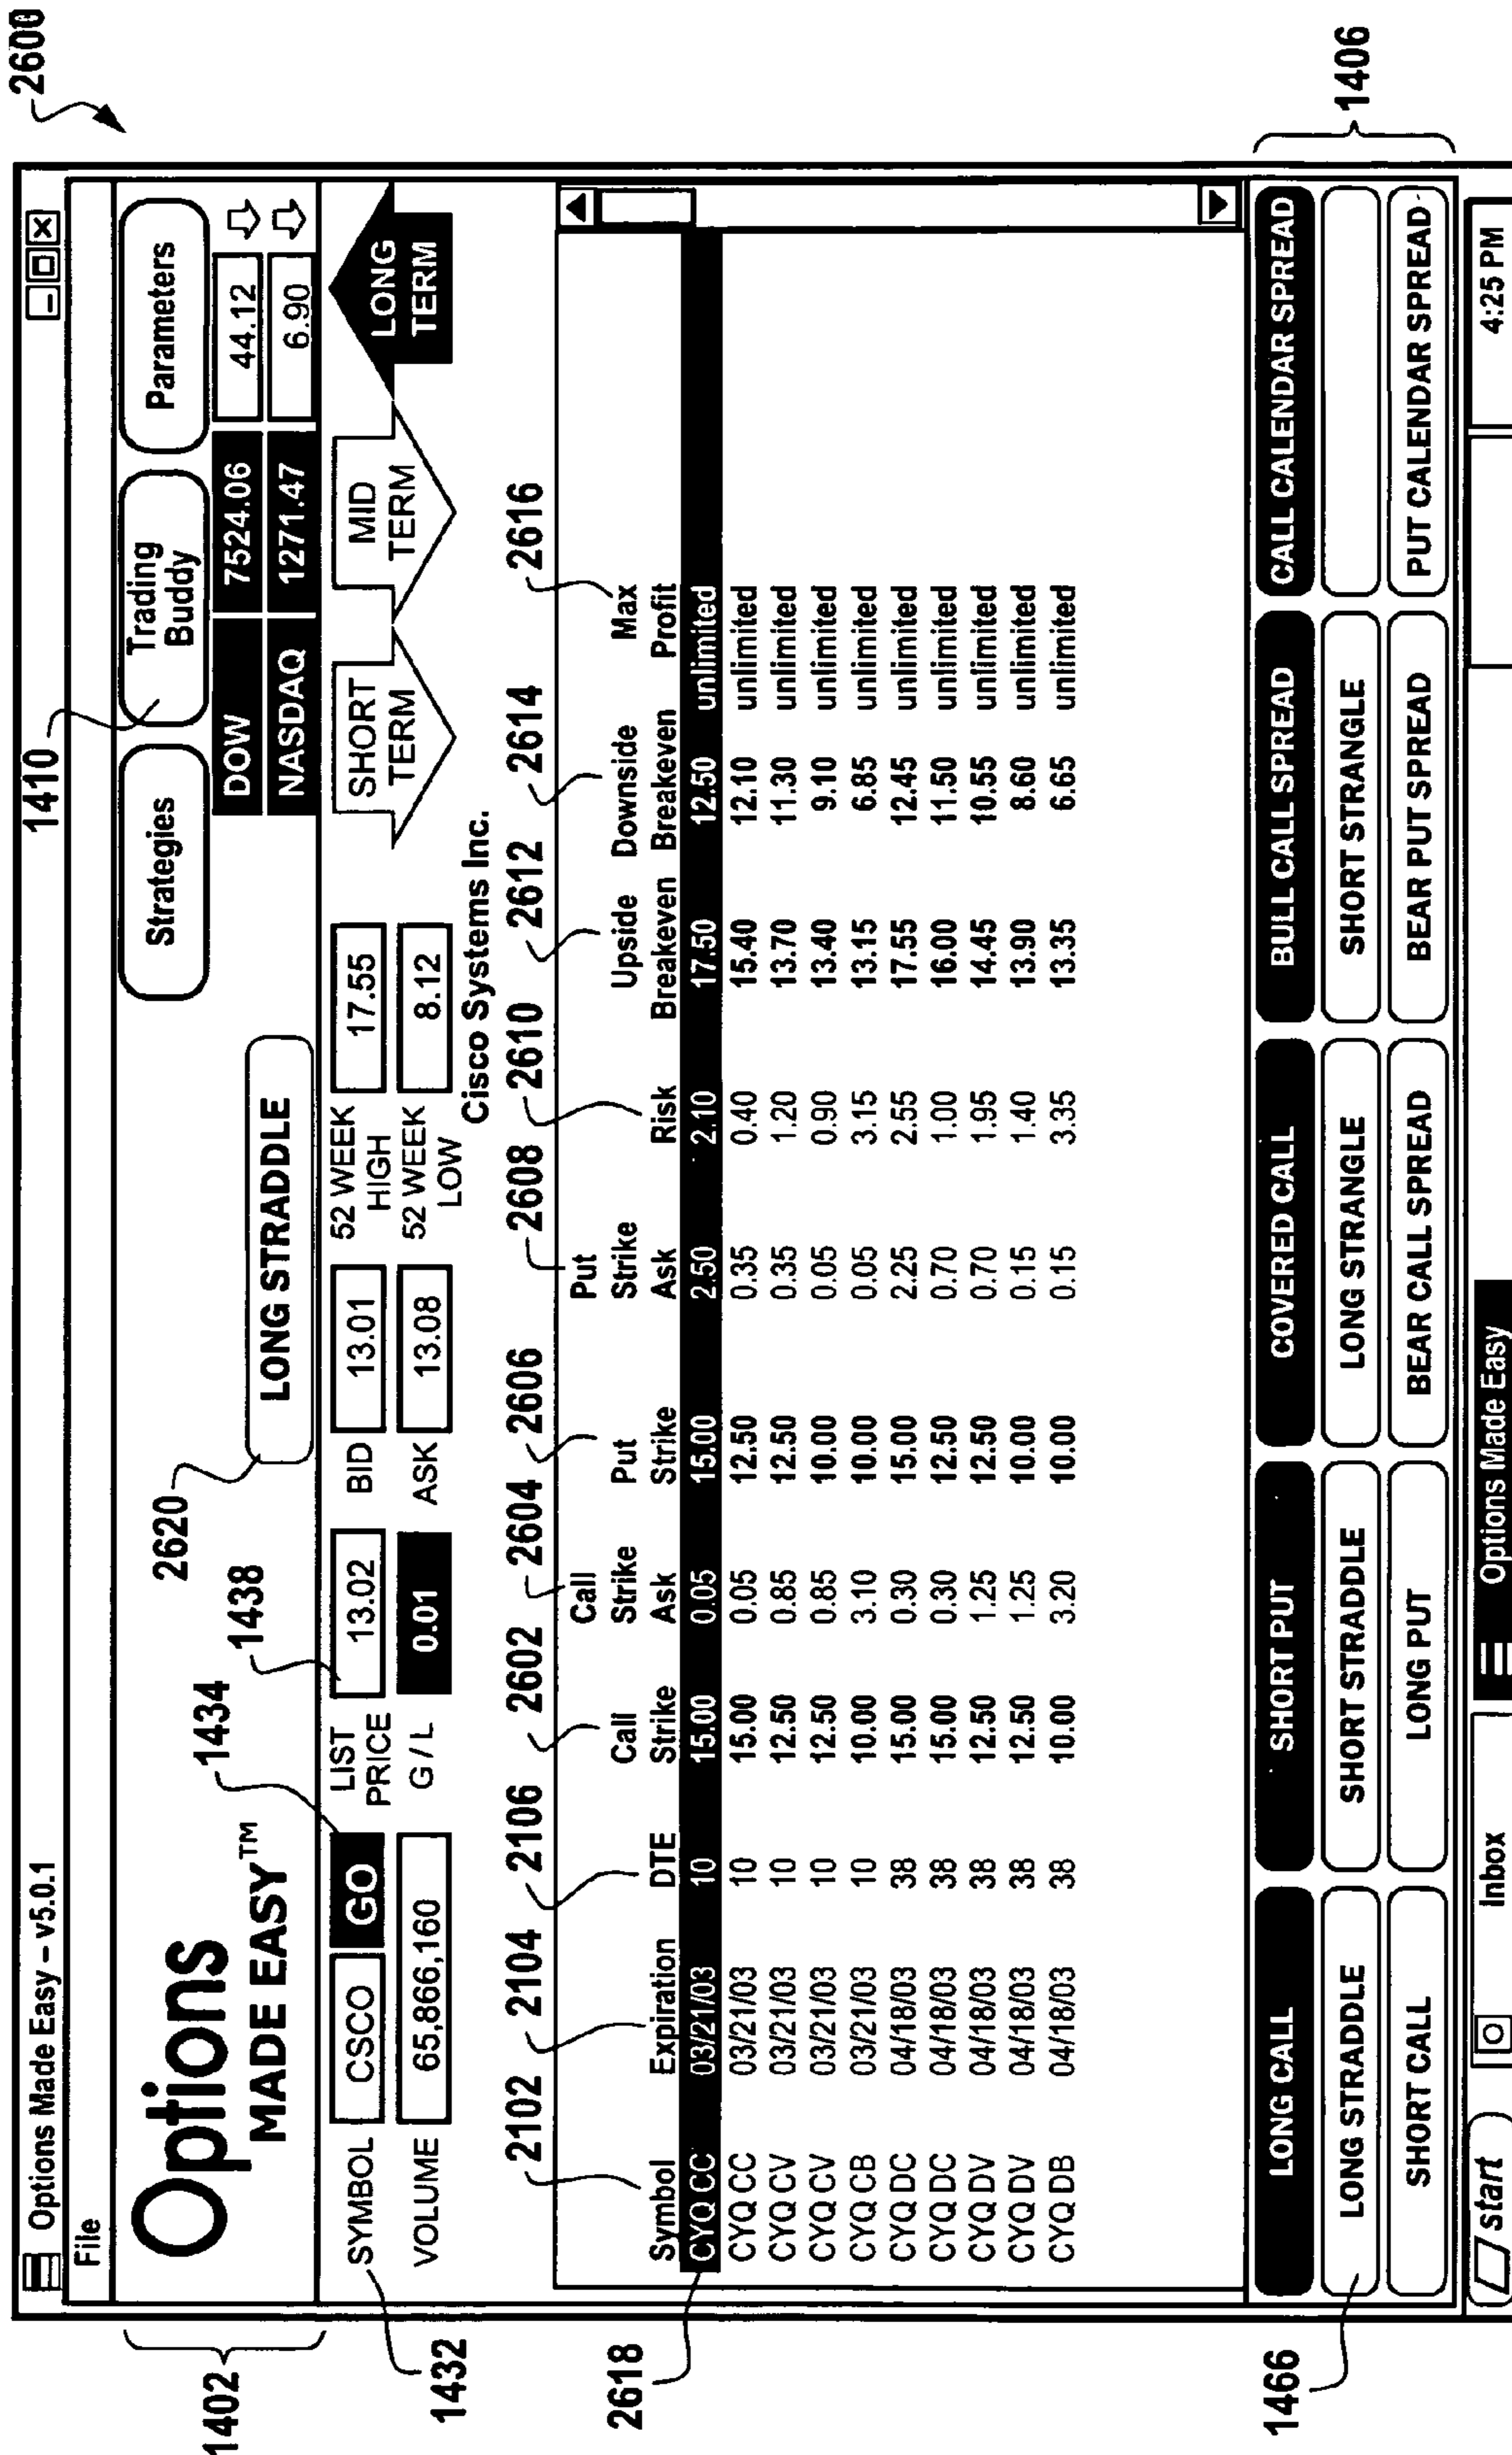 2600
1410
Options Made Easy – v5.0.1
File
Options
MADE EASY™
Strategies
Trading
Buddy
Parameters
2620
LONG STRADDLE
DOW 7524.06 44.12
NASDAQ 1271.47 6.90
1402
1434
1438
SYMBOL CSCO GO
LIST
PRICE 13.02
BID 13.01
52 WEEK
HIGH 17.55
SHORT
TERM
MID
TERM
LONG
TERM
VOLUME 65,866,160
G / L 0.01
ASK 13.08
52 WEEK
LOW 8.12
Cisco Systems Inc.
1432
2102 2104 2106 2602 2604 2606 2608 2610 2612 2614 2616
Symbol Expiration DTE Call Strike Call Strike Ask Put Strike Put Strike Ask Risk Upside Breakeven Downside Breakeven Max Profit
CYQ CC 03/21/03 10 15.00 0.05 15.00 2.50 2.10 17.50 12.50 unlimited
CYQ CC 03/21/03 10 15.00 0.05 12.50 0.35 0.40 15.40 12.10 unlimited
CYQ CV 03/21/03 10 12.50 0.85 12.50 0.35 1.20 13.70 11.30 unlimited
CYQ CV 03/21/03 10 12.50 0.85 10.00 0.05 0.90 13.40 9.10 unlimited
CYQ CB 03/21/03 10 10.00 3.10 10.00 0.05 3.15 13.15 6.85 unlimited
CYQ DC 04/18/03 38 15.00 0.30 15.00 2.25 2.55 17.55 12.45 unlimited
CYQ DC 04/18/03 38 15.00 0.30 12.50 0.70 1.00 16.00 11.50 unlimited
CYQ DV 04/18/03 38 12.50 1.25 12.50 0.70 1.95 14.45 10.55 unlimited
CYQ DV 04/18/03 38 12.50 1.25 10.00 0.15 1.40 13.90 8.60 unlimited
CYQ DB 04/18/03 38 10.00 3.20 10.00 0.15 3.35 13.35 6.65 unlimited
2618
LONG CALL SHORT PUT COVERED CALL BULL CALL SPREAD CALL CALENDAR SPREAD
LONG STRADDLE SHORT STRADDLE LONG STRANGLE SHORT STRANGLE
SHORT CALL LONG PUT BEAR CALL SPREAD BEAR PUT SPREAD PUT CALENDAR SPREAD
1406
1466
start Inbox Options Made Easy 4:25 PM